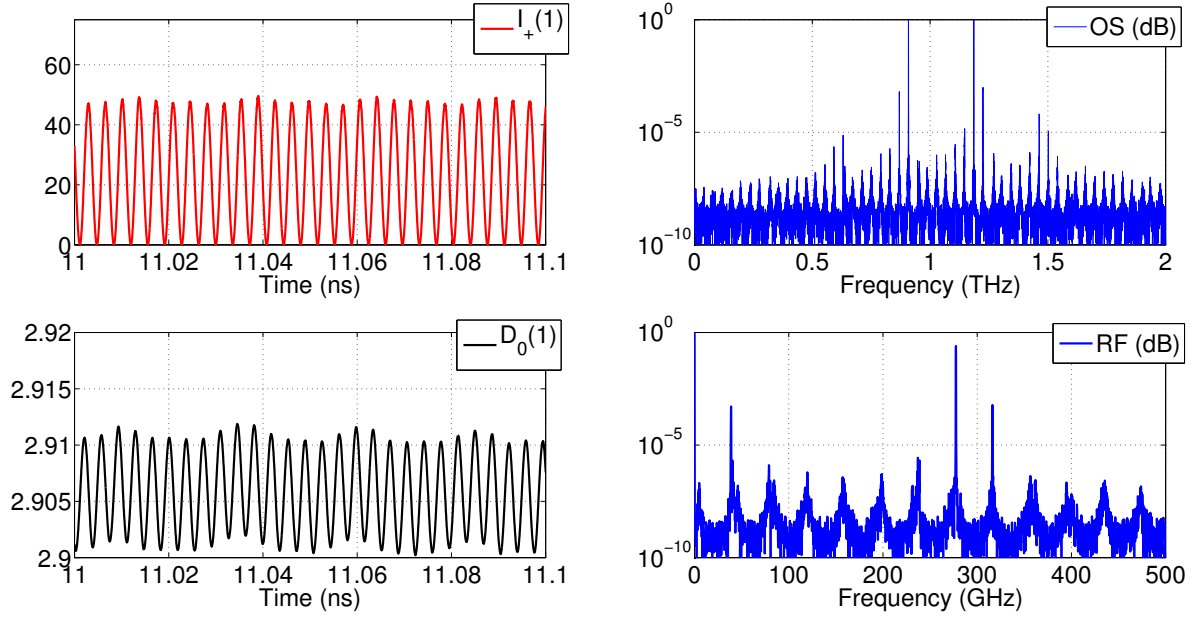 I_+(1)
60
40
20
0
11 11.02 11.04 11.06 11.08 11.1
Time (ns)
OS (dB)
10^0
10^-5
10^-10
0 0.5 1 1.5 2
Frequency (THz)
D_0(1)
2.92
2.915
2.91
2.905
2.9
11 11.02 11.04 11.06 11.08 11.1
Time (ns)
RF (dB)
10^0
10^-5
10^-10
0 100 200 300 400 500
Frequency (GHz)